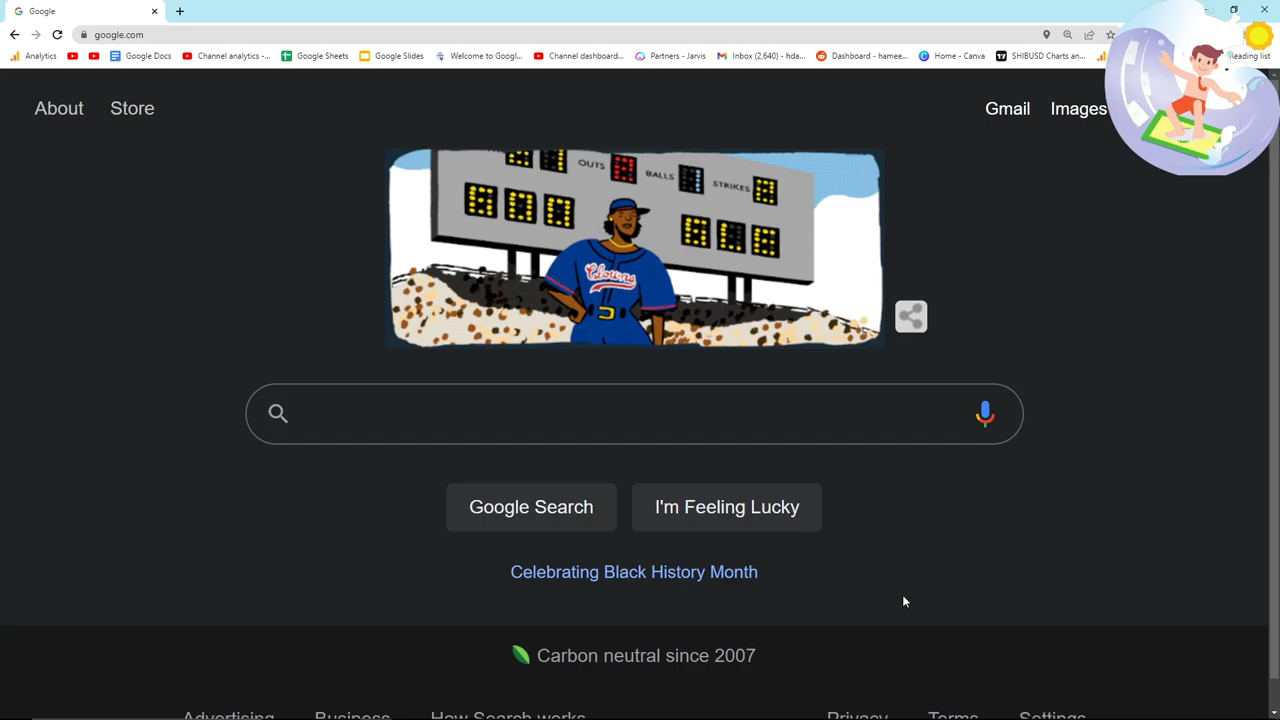 Google
google.com
Analytics
Google Docs
Channel analytics -...
Google Sheets
Google Slides
Welcome to Googl...
Channel dashboard...
Partners - Jarvis
Inbox (2,640) - hda...
Dashboard - hamee...
Home - Canva
SHIBUSD Charts an...
Reading list
About
Store
Gmail
Images
OUTS
BALLS
STRIKES
Clowns
Google Search
I'm Feeling Lucky
Celebrating Black History Month
Carbon neutral since 2007
Advertising
Business
How Search works
Privacy
Terms
Settings